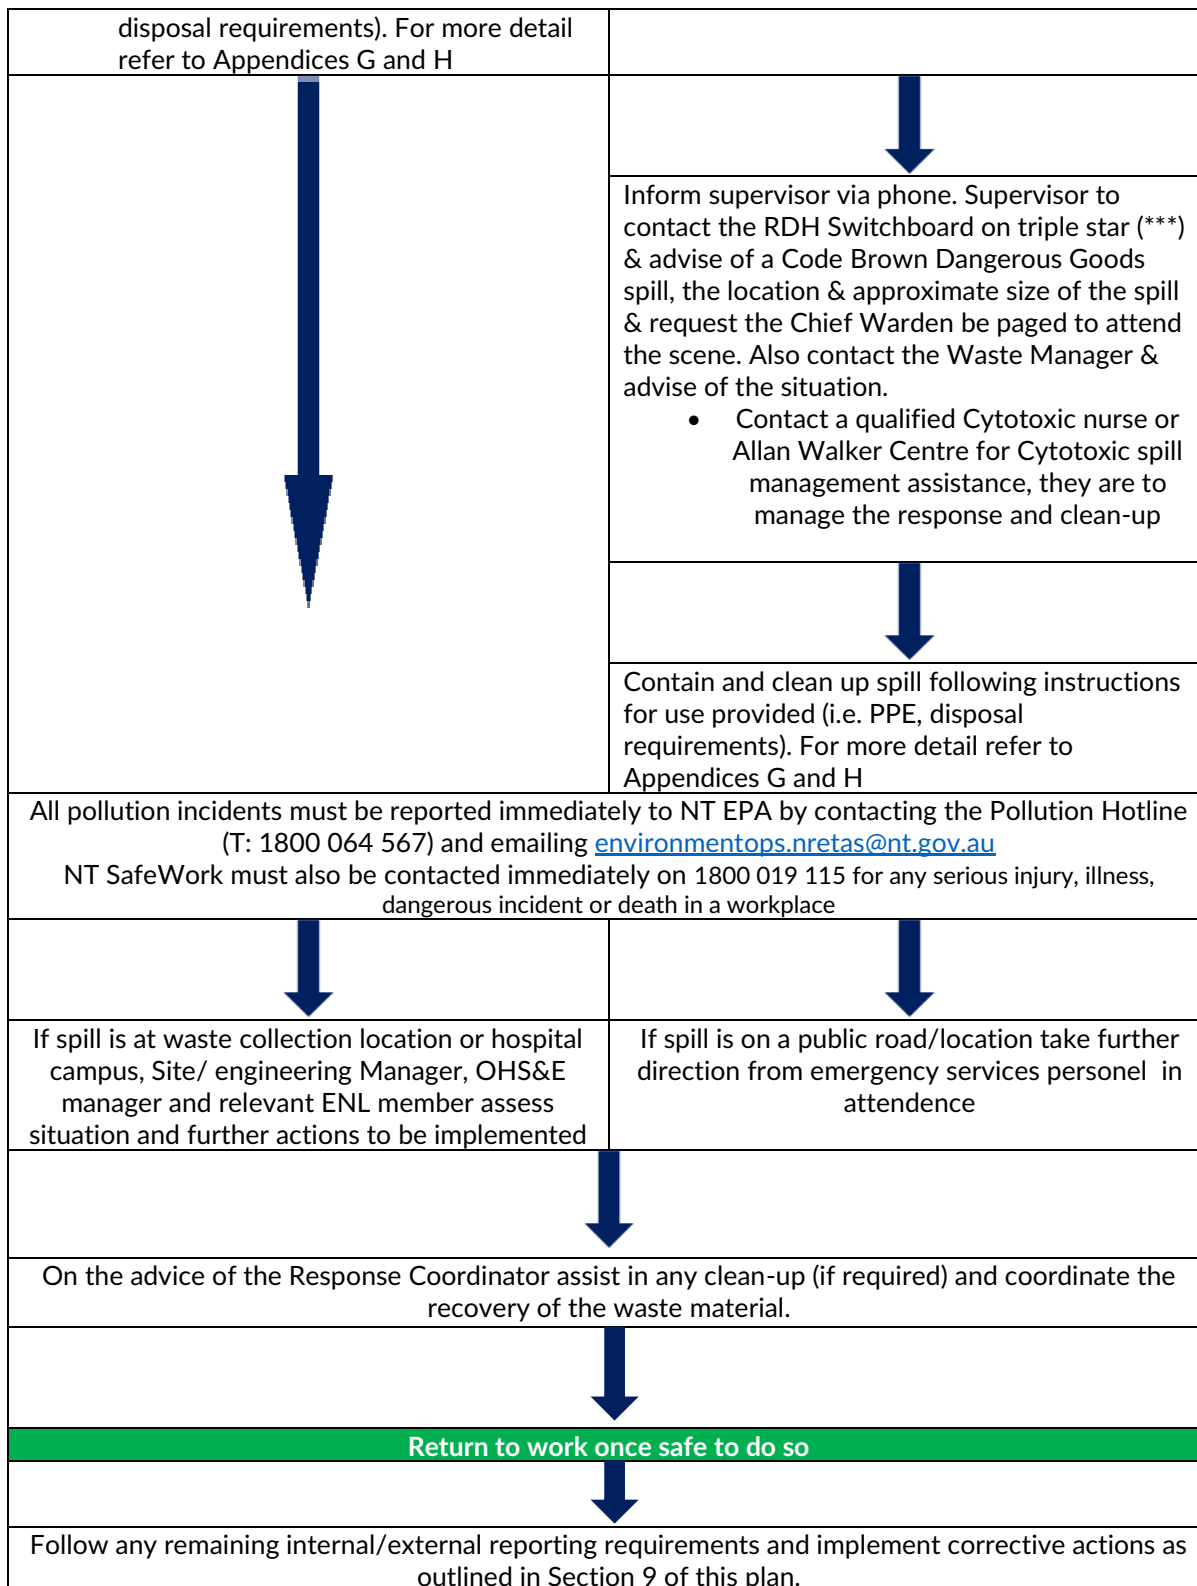 disposal requirements). For more detail
refer to Appendices G and H
Inform supervisor via phone. Supervisor to
contact the RDH Switchboard on triple star (***)
& advise of a Code Brown Dangerous Goods
spill, the location & approximate size of the spill
& request the Chief Warden be paged to attend
the scene. Also contact the Waste Manager &
advise of the situation.
• Contact a qualified Cytotoxic nurse or
Allan Walker Centre for Cytotoxic spill
management assistance, they are to
manage the response and clean-up
Contain and clean up spill following instructions
for use provided (i.e. PPE, disposal
requirements). For more detail refer to
Appendices G and H
All pollution incidents must be reported immediately to NT EPA by contacting the Pollution Hotline
(T: 1800 064 567) and emailing environmentops.nretas@nt.gov.au
NT SafeWork must also be contacted immediately on 1800 019 115 for any serious injury, illness,
dangerous incident or death in a workplace
If spill is at waste collection location or hospital
campus, Site/ engineering Manager, OHS&E
manager and relevant ENL member assess
situation and further actions to be implemented
If spill is on a public road/location take further
direction from emergency services personel in
attendence
On the advice of the Response Coordinator assist in any clean-up (if required) and coordinate the
recovery of the waste material.
Return to work once safe to do so
Follow any remaining internal/external reporting requirements and implement corrective actions as
outlined in Section 9 of this plan.